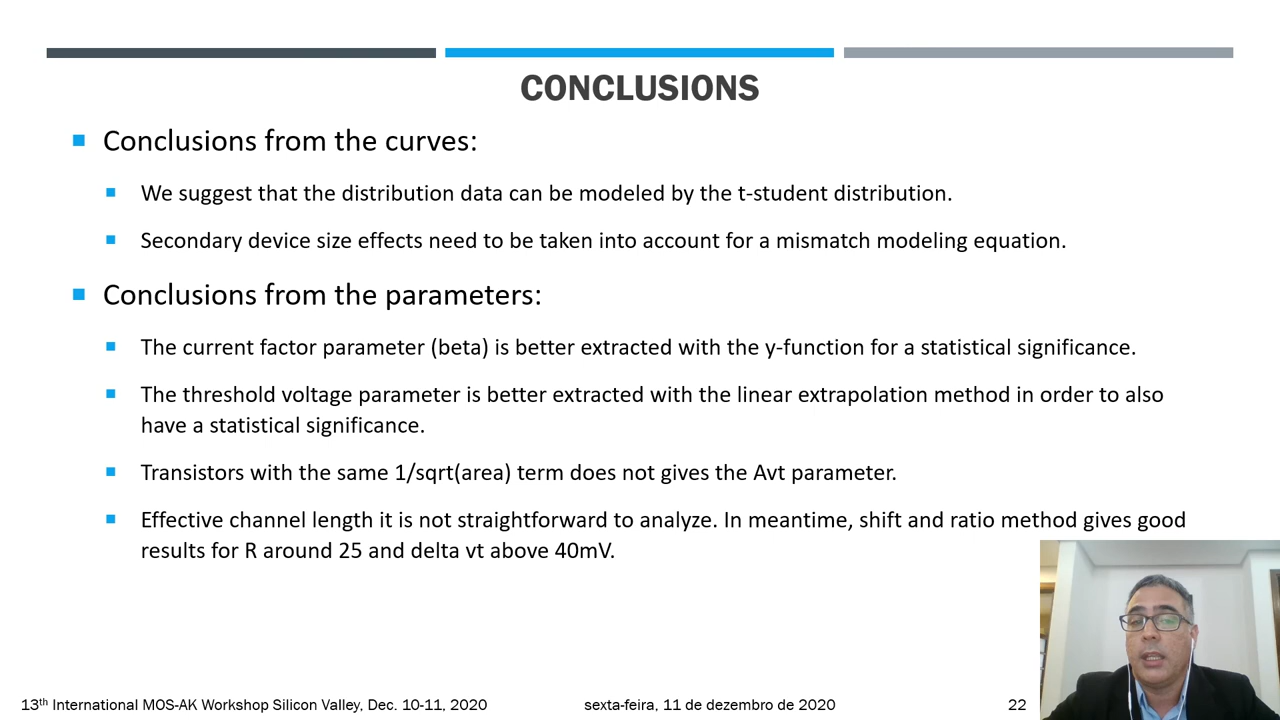 CONCLUSIONS
Conclusions from the curves:
We suggest that the distribution data can be modeled by the t-student distribution.
Secondary device size effects need to be taken into account for a mismatch modeling equation.
Conclusions from the parameters:
The current factor parameter (beta) is better extracted with the y-function for a statistical significance.
The threshold voltage parameter is better extracted with the linear extrapolation method in order to also
have a statistical significance.
Transistors with the same 1/sqrt(area) term does not gives the Avt parameter.
Effective channel length it is not straightforward to analyze. In meantime, shift and ratio method gives good
results for R around 25 and delta vt above 40mV.
13th International MOS-AK Workshop Silicon Valley, Dec. 10-11, 2020
sexta-feira, 11 de dezembro de 2020
22